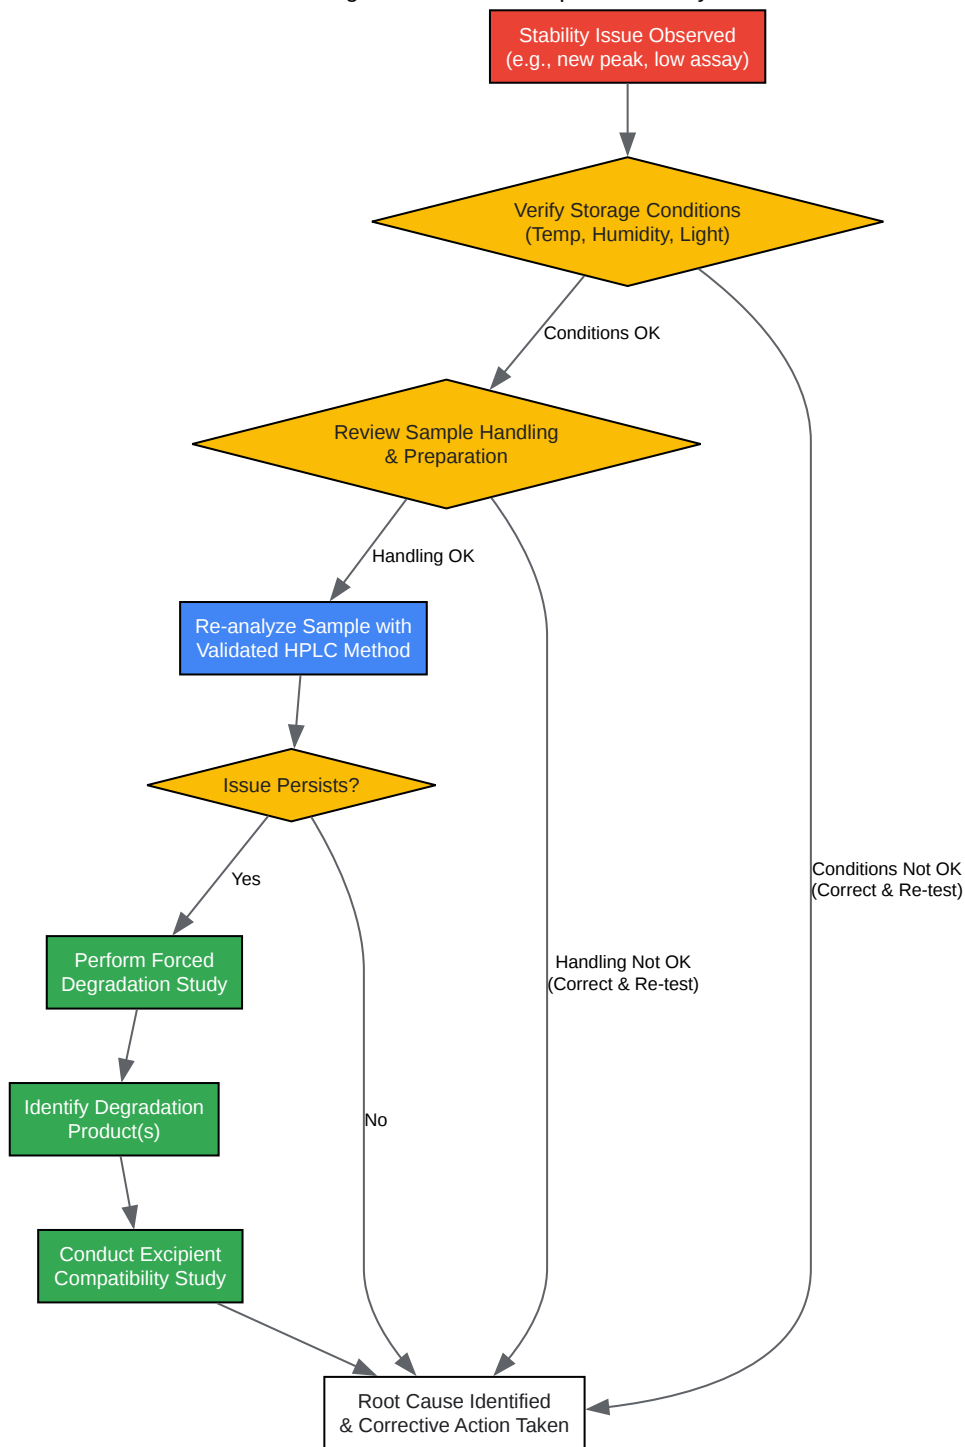 Stability Issue Observed
(e.g., new peak, low assay)
Verify Storage Conditions
(Temp, Humidity, Light)
Conditions OK
Review Sample Handling
& Preparation
Handling OK
Re-analyze Sample with
Validated HPLC Method
Issue Persists?
Yes
Conditions Not OK
(Correct & Re-test)
Perform Forced
Degradation Study
Handling Not OK
(Correct & Re-test)
Identify Degradation
Product(s)
No
Conduct Excipient
Compatibility Study
Root Cause Identified
& Corrective Action Taken